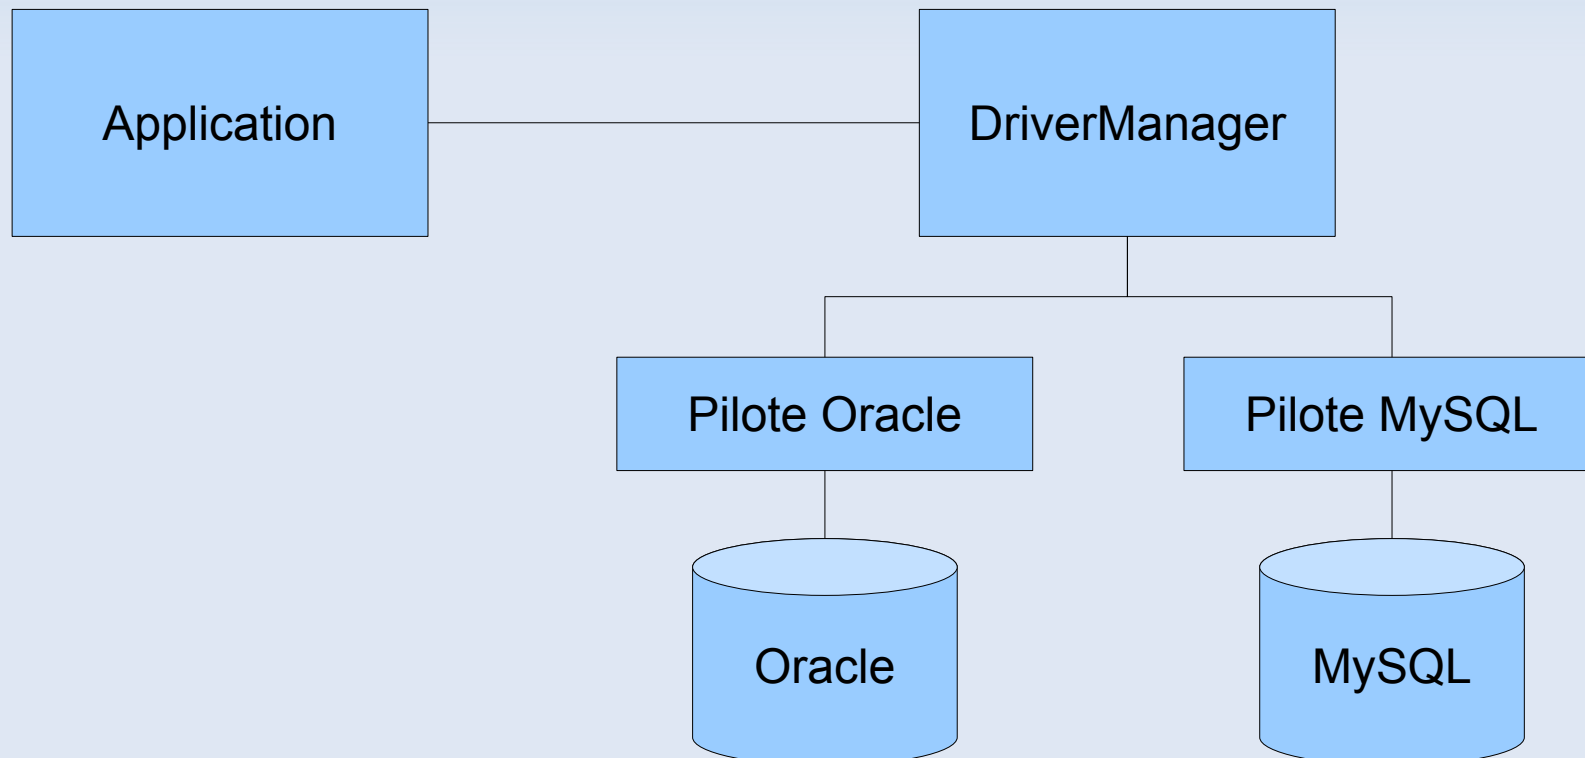 Application
DriverManager
Pilote Oracle
Pilote MySQL
Oracle
MySQL